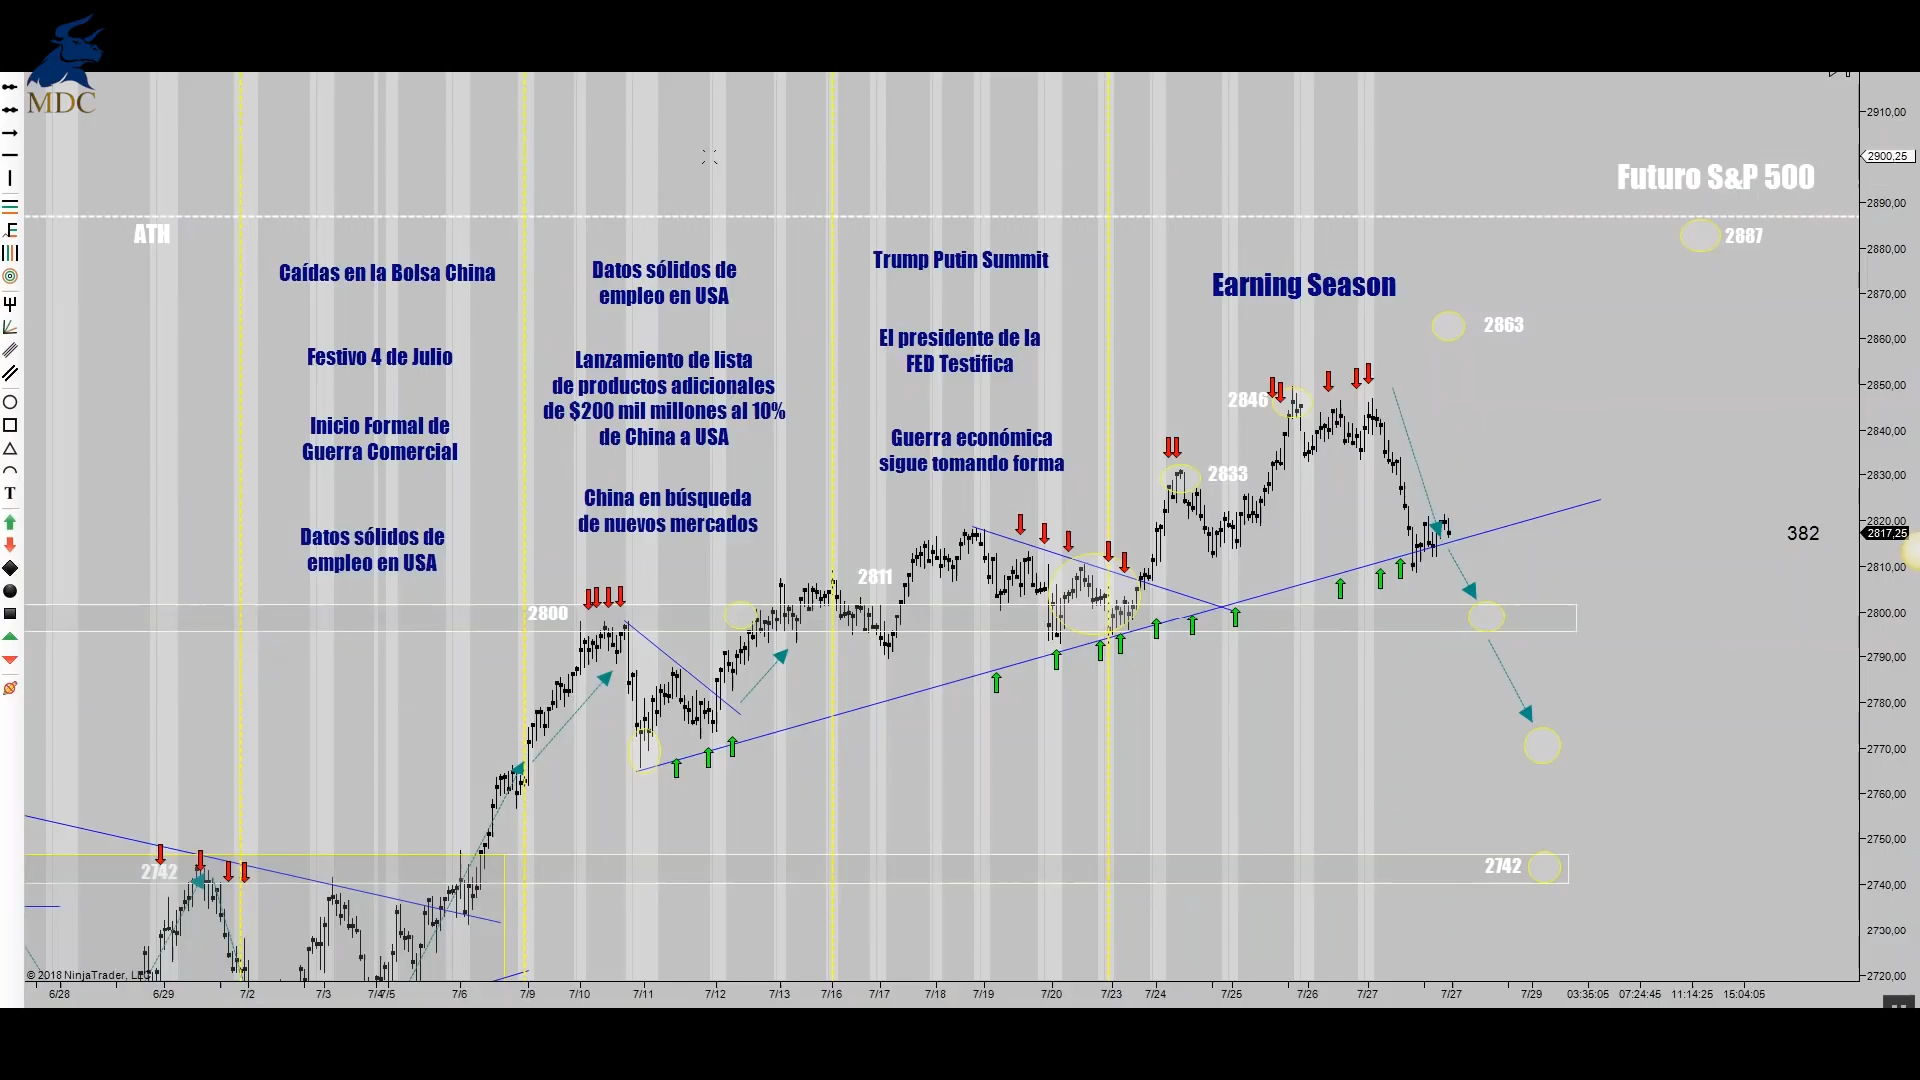 MDC
2910,00
2900,25
Futuro S&P 500
2890,00
ATH
2887
2880,00
Caídas en la Bolsa China
Datos sólidos de
empleo en USA
Trump Putin Summit
Earning Season
2870,00
2863
2860,00
Festivo 4 de Julio
Lanzamiento de lista
de productos adicionales
de $200 mil millones al 10%
de China a USA
El presidente de la
FED Testifica
2850,00
2846
2840,00
Inicio Formal de
Guerra Comercial
Guerra económica
sigue tomando forma
2833
2830,00
China en búsqueda
de nuevos mercados
2820,00
382
2817,25
Datos sólidos de
empleo en USA
2811
2810,00
2800
2800,00
2790,00
2780,00
2770,00
2760,00
2750,00
2742
2742
2740,00
2730,00
2720,00
© 2018 NinjaTrader, LLC
6/28 6/29 7/2 7/3 7/4 7/5 7/6 7/9 7/10 7/11 7/12 7/13 7/16 7/17 7/18 7/19 7/20 7/23 7/24 7/25 7/26 7/27 7/27 7/29 03:35:05 07:24:45 11:14:25 15:04:05
T
E